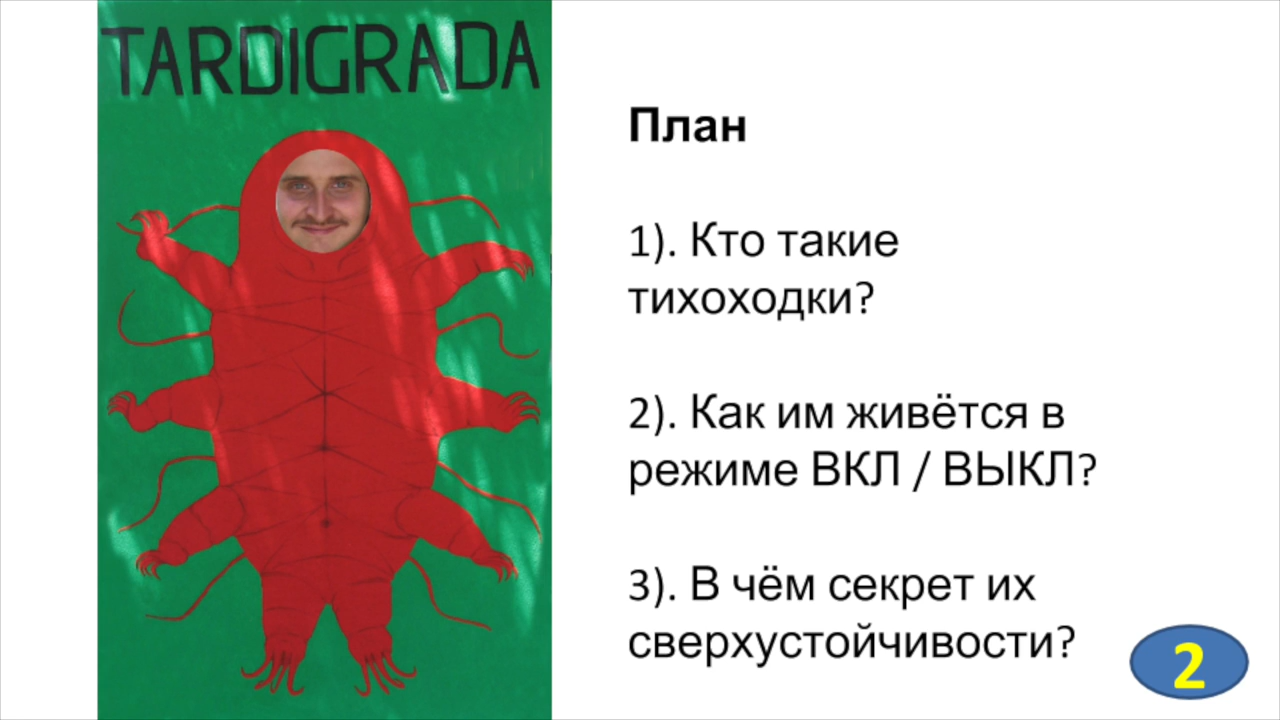 TARDIGRADA
План
1). Кто такие
тихоходки?
2). Как им живётся в
режиме ВКЛ / ВЫКЛ?
3). В чём секрет их
сверхустойчивости?
2